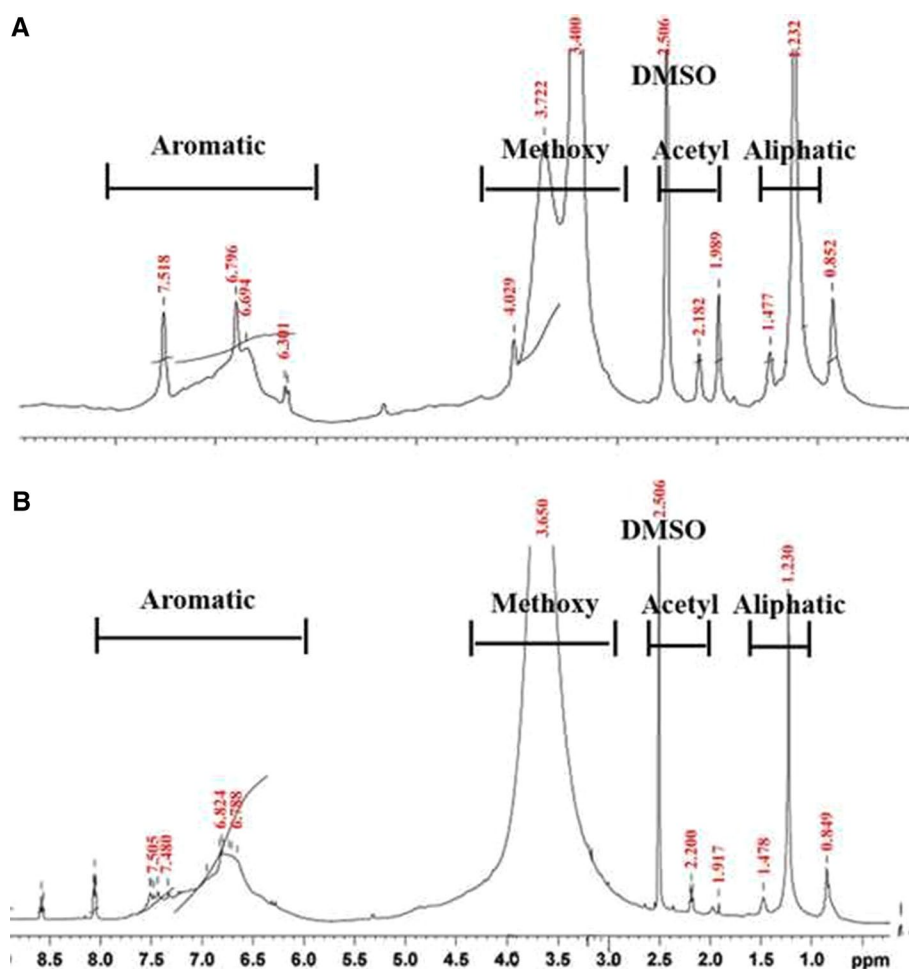 A
7.518
6.796
6.694
6.301
4.029
3.722
3.400
2.506
2.182
1.989
1.477
1.232
0.852
DMSO
Aromatic
Methoxy
Acetyl
Aliphatic
B
7.505
7.480
6.824
6.788
3.650
2.506
2.200
1.917
1.478
1.230
0.849
DMSO
Aromatic
Methoxy
Acetyl
Aliphatic
8.5 8.0 7.5 7.0 6.5 6.0 5.5 5.0 4.5 4.0 3.5 3.0 2.5 2.0 1.5 1.0 ppm